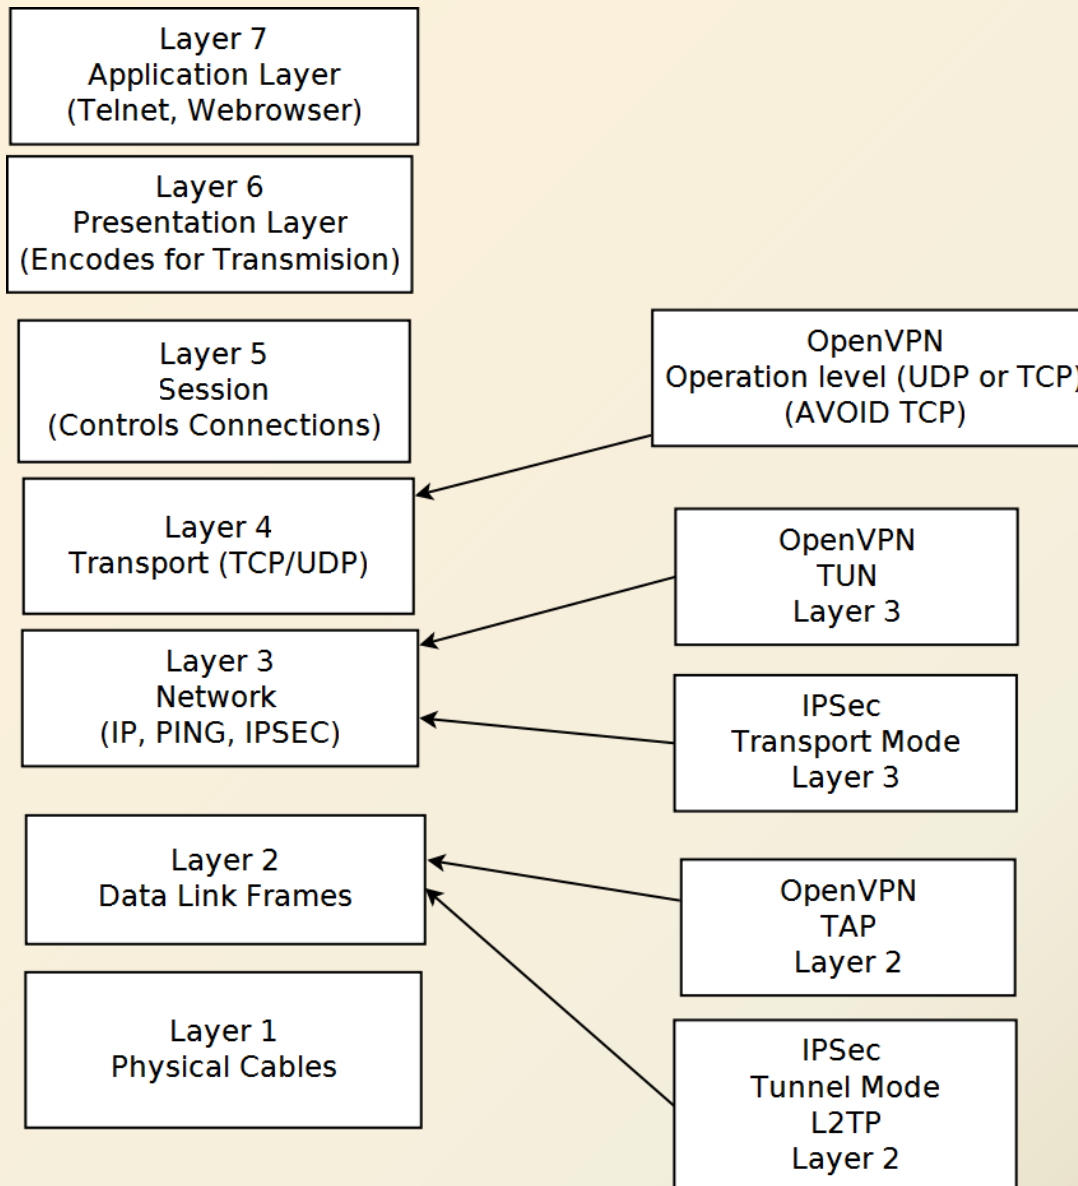 Layer 7
Application Layer
(Telnet, Webrowser)
Layer 6
Presentation Layer
(Encodes for Transmision)
Layer 5
Session
(Controls Connections)
Layer 4
Transport (TCP/UDP)
Layer 3
Network
(IP, PING, IPSEC)
Layer 2
Data Link Frames
Layer 1
Physical Cables
OpenVPN
Operation level (UDP or TCP)
(AVOID TCP)
OpenVPN
TUN
Layer 3
IPSec
Transport Mode
Layer 3
OpenVPN
TAP
Layer 2
IPSec
Tunnel Mode
L2TP
Layer 2